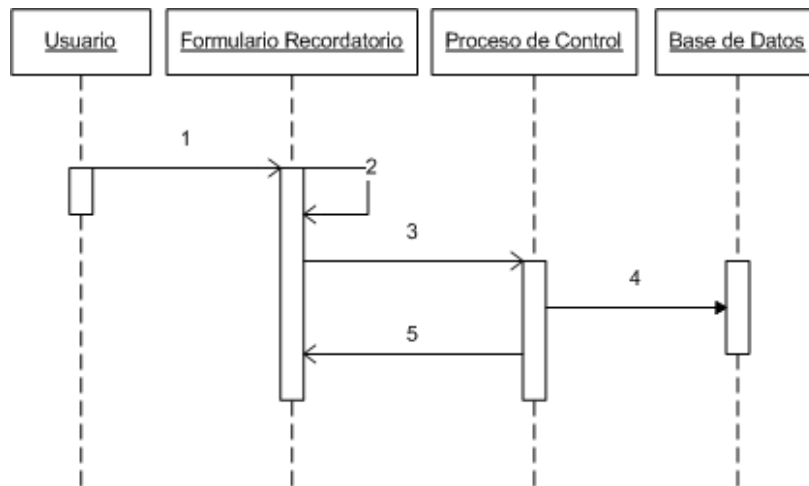 Usuario
Formulario Recordatorio
Proceso de Control
Base de Datos
1
2
3
4
5